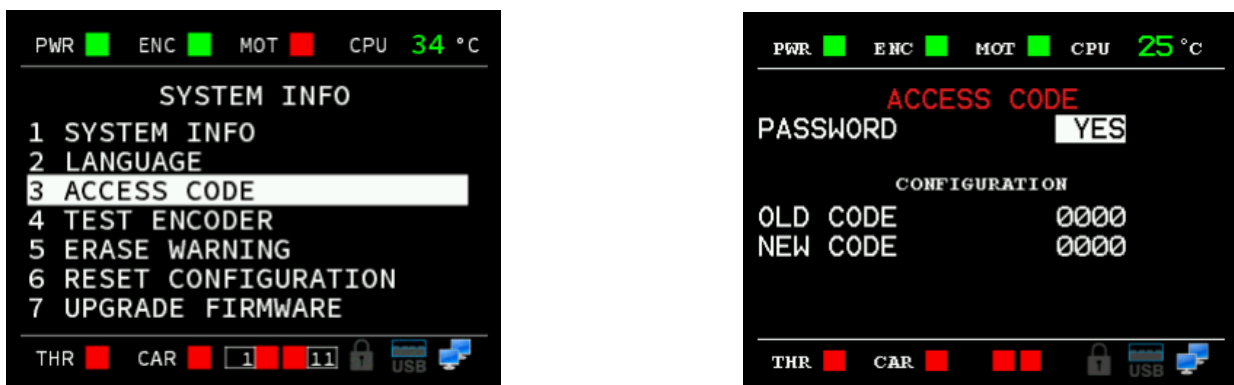 PWR ENC MOT CPU 34 °C
SYSTEM INFO
1 SYSTEM INFO
2 LANGUAGE
3 ACCESS CODE
4 TEST ENCODER
5 ERASE WARNING
6 RESET CONFIGURATION
7 UPGRADE FIRMWARE
THR CAR 1 11 USB
PWR ENC MOT CPU 25 °C
ACCESS CODE
PASSWORD YES
CONFIGURATION
OLD CODE 0000
NEW CODE 0000
THR CAR USB